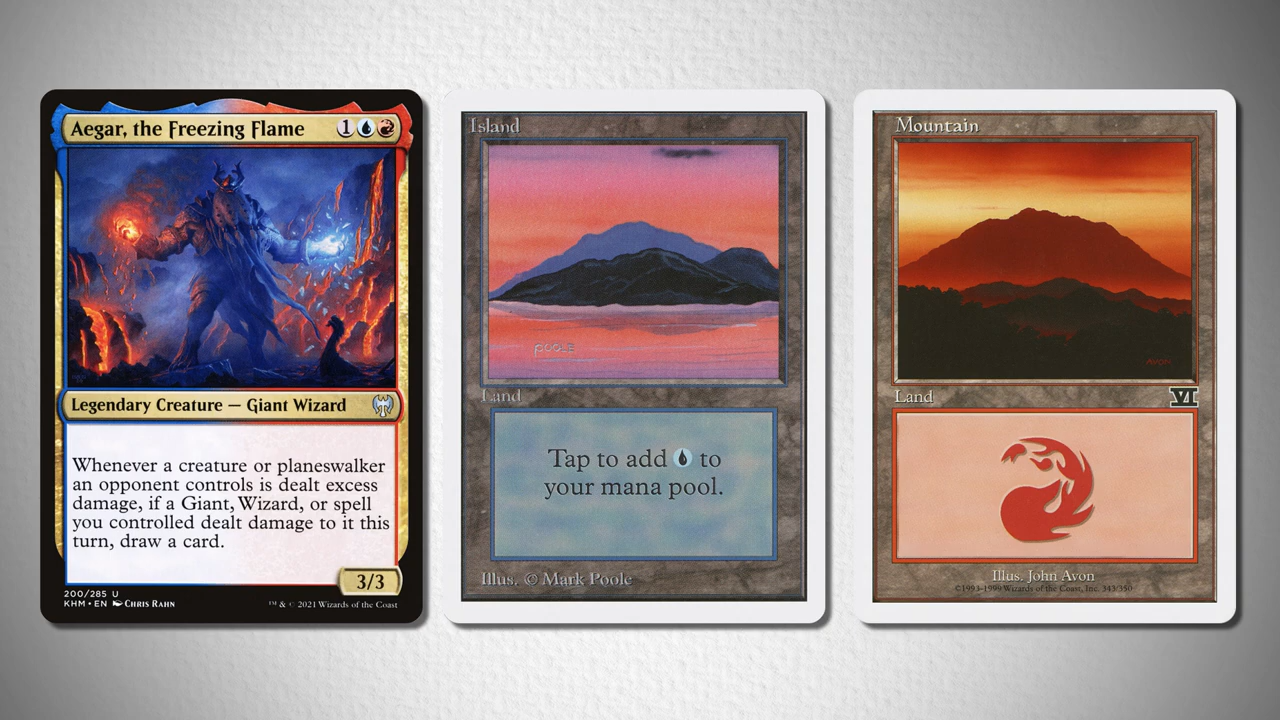 Aegar, the Freezing Flame 1
Legendary Creature — Giant Wizard
Whenever a creature or planeswalker
an opponent controls is dealt excess
damage, if a Giant, Wizard, or spell
you controlled dealt damage to it this
turn, draw a card.
3/3
200/285 U
KHM • EN CHRIS RAHN
™ & © 2021 Wizards of the Coast
Island
POOLE
Land
Tap to add to
your mana pool.
Illus. © Mark Poole
Mountain
AVON
Land
VI
Illus. John Avon
©1993-1999 Wizards of the Coast, Inc. 343/350